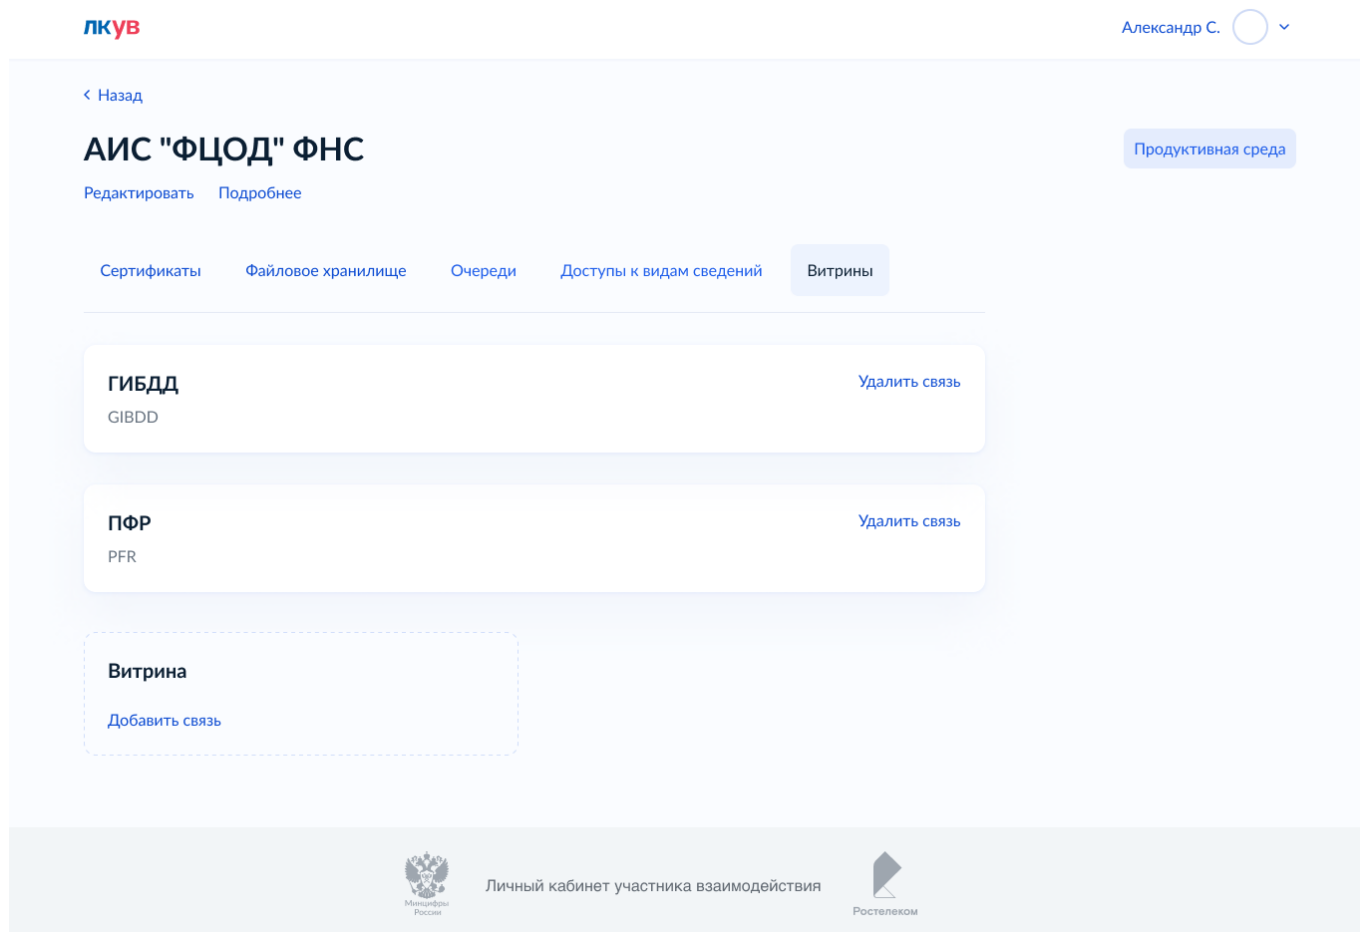 лкув
Александр С.
Назад
АИС "ФЦОД" ФНС
Продуктивная среда
Редактировать Подробнее
Сертификаты Файловое хранилище Очереди Доступы к видам сведений Витрины
ГИБДД
Удалить связь
GIBDD
ПФР
Удалить связь
PFR
Витрина
Добавить связь
Минцифры
России
Личный кабинет участника взаимодействия
Ростелеком